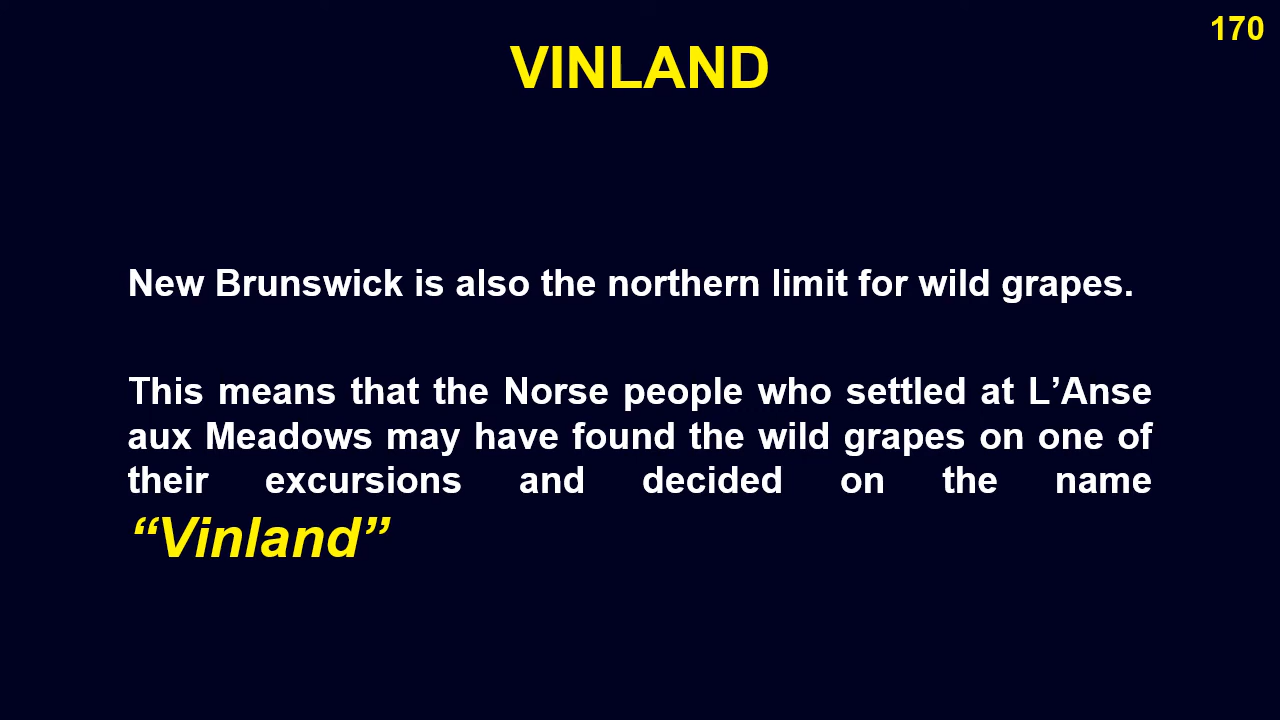 170
VINLAND
New Brunswick is also the northern limit for wild grapes.
This means that the Norse people who settled at L’Anse
aux Meadows may have found the wild grapes on one of
their excursions and decided on the name
“Vinland”